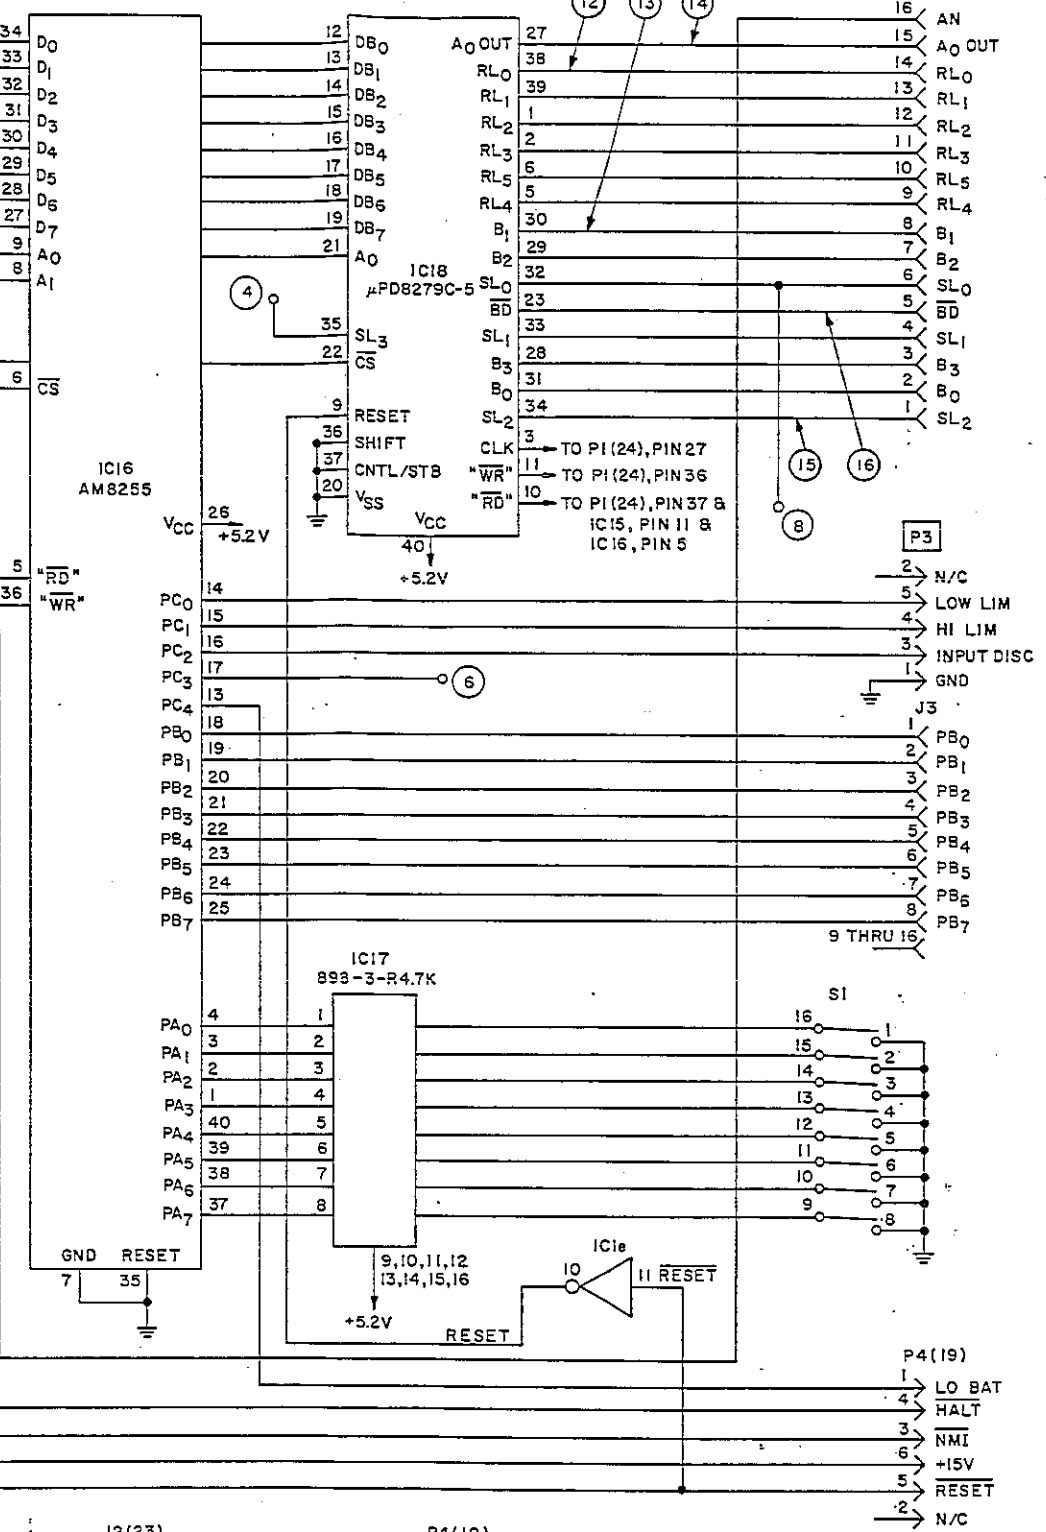 12 13 14
16 AN
34 D0 12 DB0 A0 OUT 27 15 A0 OUT
33 D1 13 DB1 RL0 38 14 RL0
32 D2 14 DB2 RL1 39 13 RL1
31 D3 15 DB3 RL2 1 12 RL2
30 D4 16 DB4 RL3 2 11 RL3
29 D5 17 DB5 RL5 6 10 RL5
28 D6 18 DB6 RL4 5 9 RL4
27 D7 19 DB7 B1 30 8 B1
9 A0 21 A0 B2 29 7 B2
8 A1 IC18 SL0 32 6 SL0
4 µPD8279C-5 BD 23 5 BD
35 SL3 SL1 33 4 SL1
22 CS B3 28 3 B3
6 CS B0 31 2 B0
9 RESET SL2 34 1 SL2
36 SHIFT CLK 3 TO P1(24), PIN 27 15 16
37 CNTL/STB "WR" 11 TO P1(24), PIN 36
20 VSS "RD" 10 TO P1(24), PIN 37 &
IC15, PIN 11 &
IC16, PIN 5
8
IC16
AM8255
VCC 26 +5.2V
VCC 40
+5.2V
P3
5 "RD" 2 N/C
36 "WR" PC0 14 5 LOW LIM
PC1 15 4 HI LIM
PC2 16 3 INPUT DISC
PC3 17 6 1 GND
PC4 13 J3
PB0 18 1 PB0
PB1 19 2 PB1
PB2 20 3 PB2
PB3 21 4 PB3
PB4 22 5 PB4
PB5 23 6 PB5
PB6 24 7 PB6
PB7 25 8 PB7
9 THRU 16
IC17
898-3-R4.7K
S1
PA0 4 1 16 1
PA1 3 2 15 2
PA2 2 3 14 3
PA3 1 4 13 4
PA4 40 5 12 5
PA5 39 6 11 6
PA6 38 7 10 7
PA7 37 8 9 8
GND RESET
7 35
9,10,11,12
13,14,15,16
+5.2V
IC1e
10 11 RESET
RESET
P4(19)
1 LO BAT
4 HALT
3 NMI
6 +15V
5 RESET
2 N/C